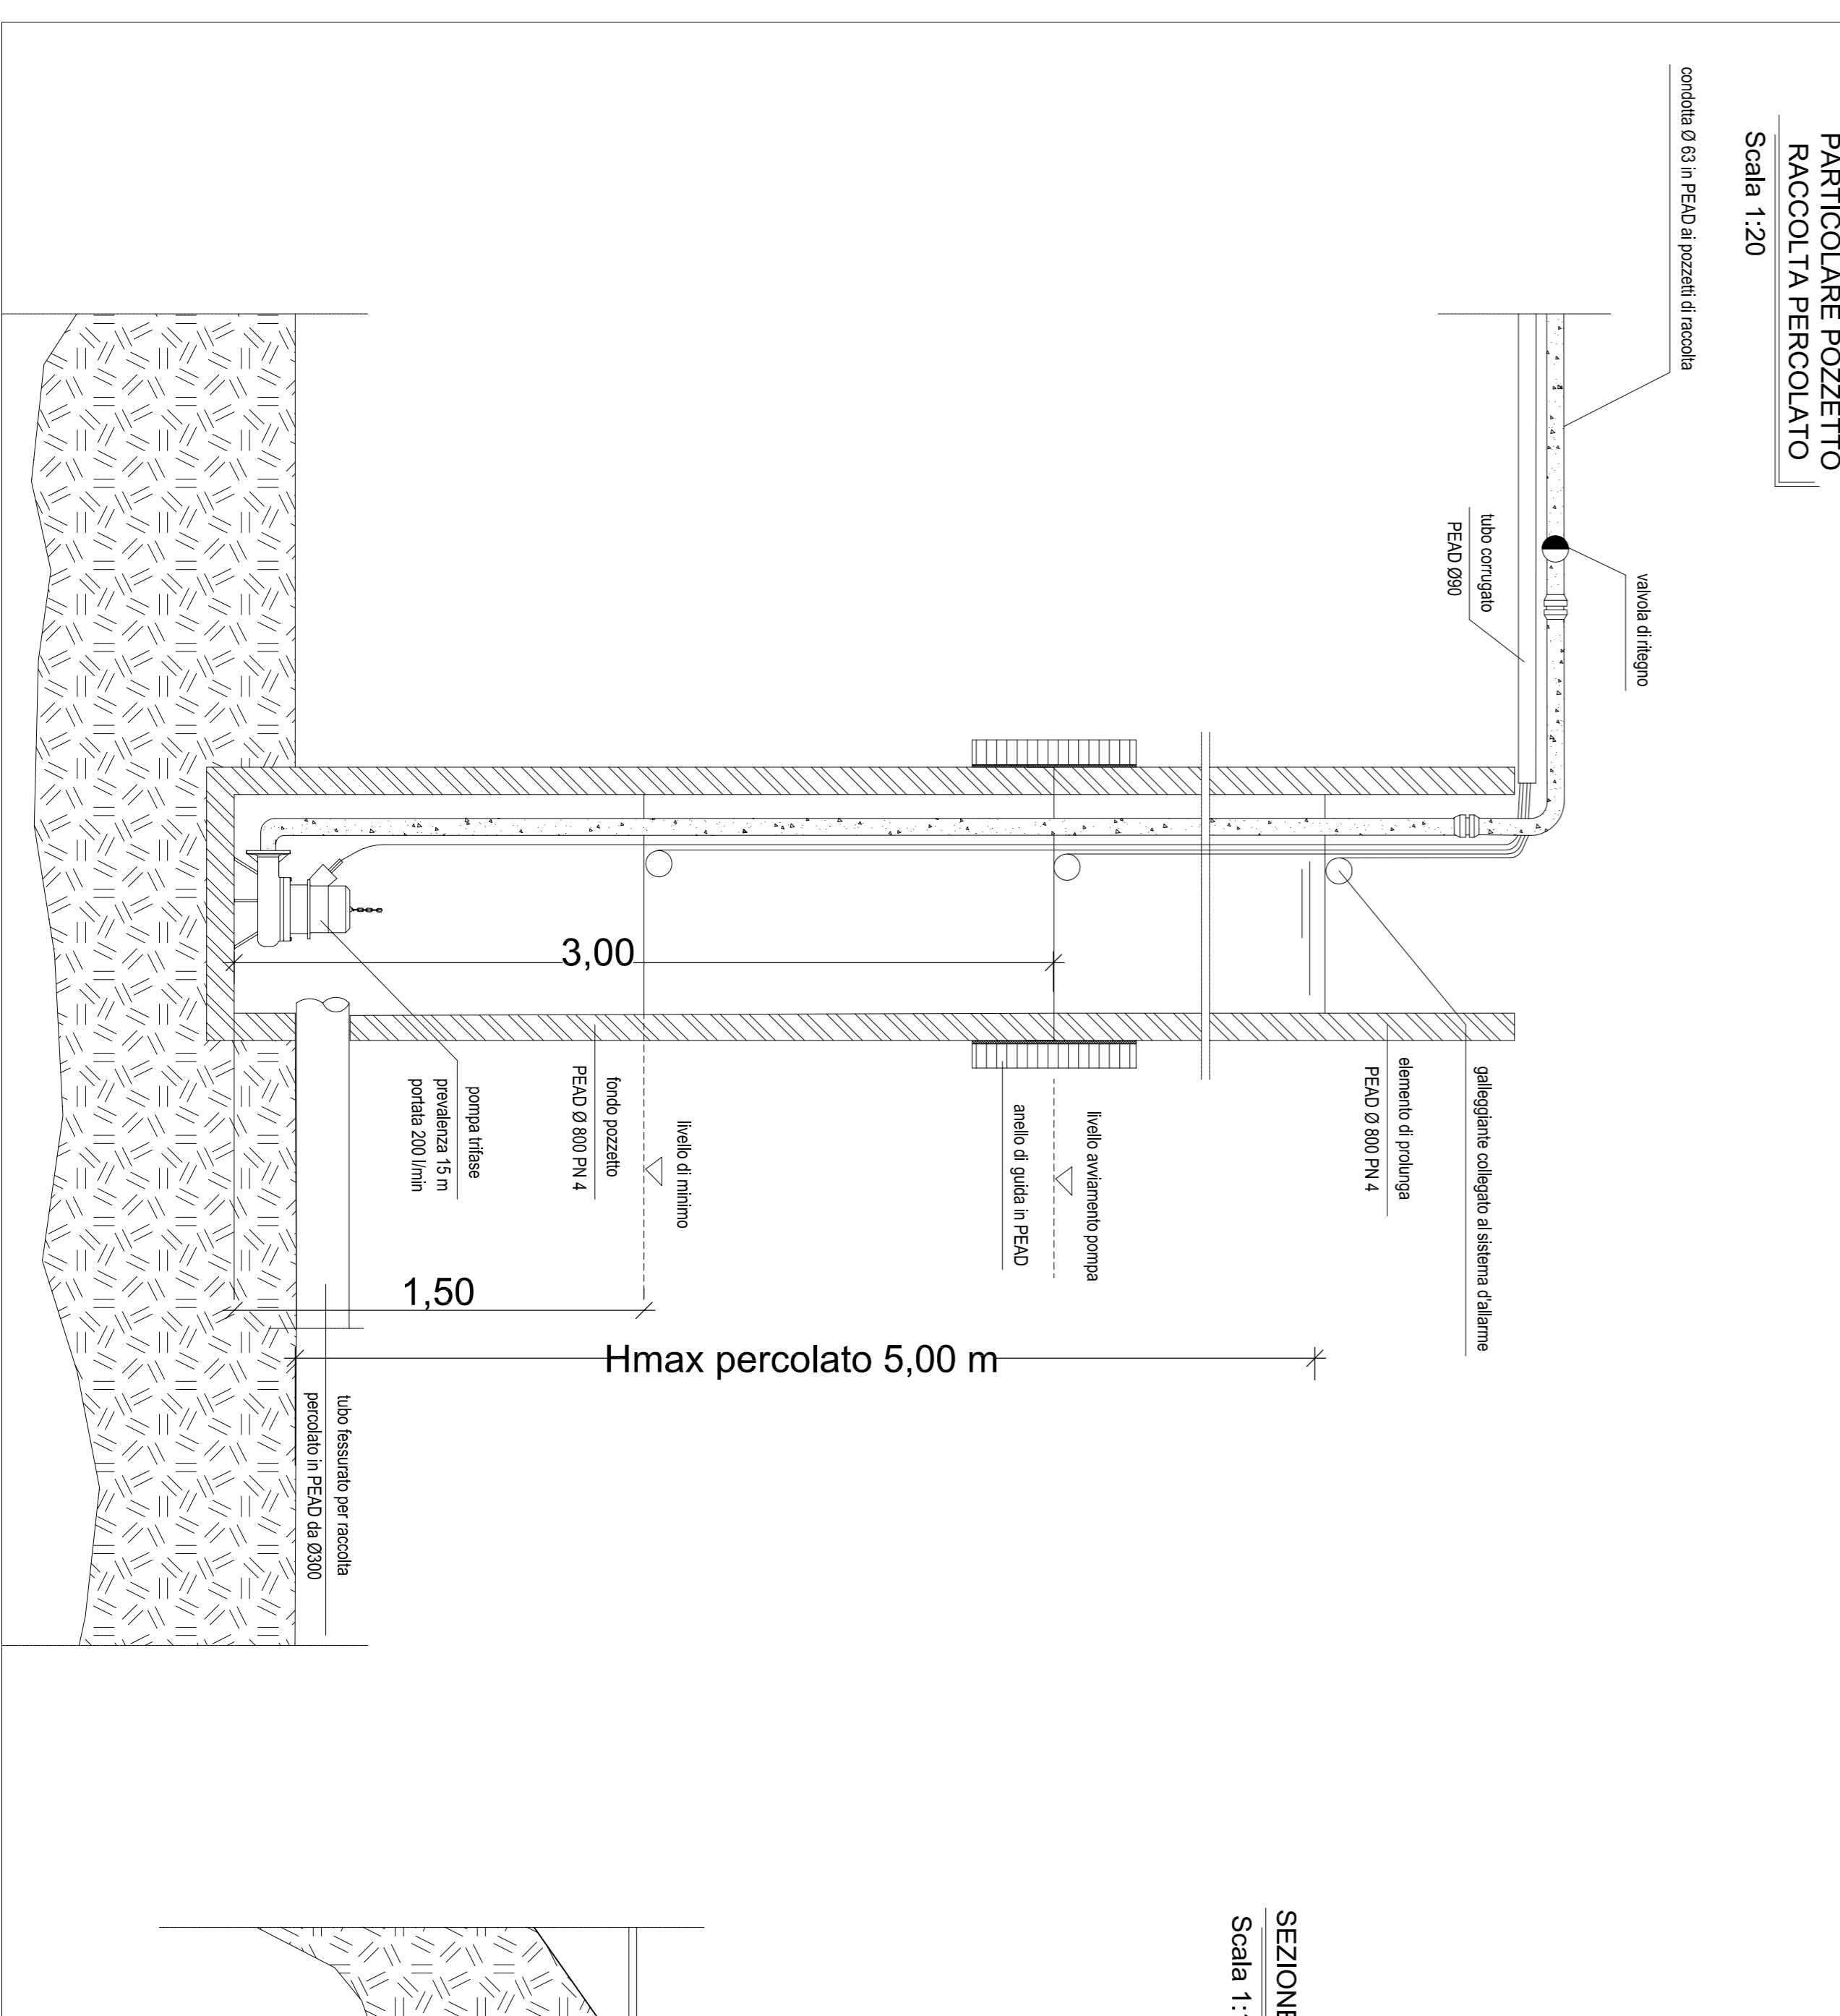 PARTICOLARE POZZETTO
RACCOLTA PERCOLATO
Scala 1:20
condotta Ø 63 in PEAD ai pozzetti di raccolta
valvola di ritegno
tubo corrugato
PEAD Ø90
galleggiante collegato al sistema d'allarme
elemento di prolunga
PEAD Ø 800 PN 4
livello avviamento pompa
anello di guida in PEAD
livello di minimo
fondo pozzetto
PEAD Ø 800 PN 4
pompa trifase
prevalenza 15 m
portata 200 l/min
3,00
1,50
Hmax percolato 5,00 m
tubo fessurato per raccolta
percolato in PEAD da Ø300
SEZIONE
Scala 1: